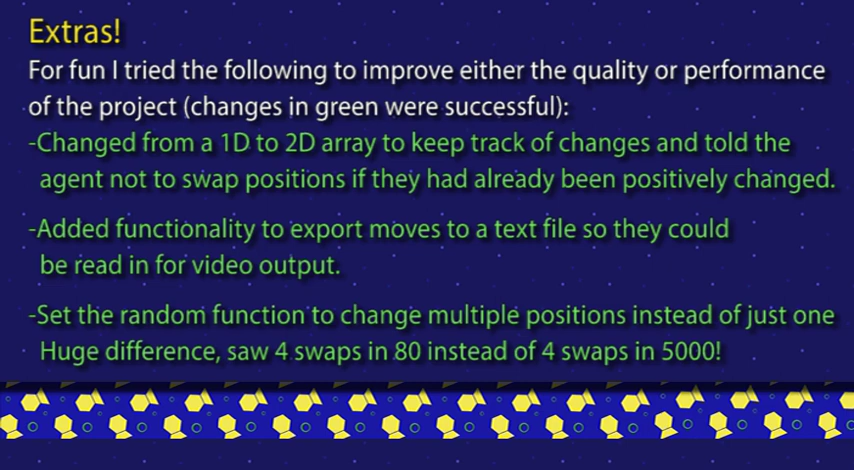 Extras!
For fun I tried the following to improve either the quality or performance
of the project (changes in green were successful):
-Changed from a 1D to 2D array to keep track of changes and told the
agent not to swap positions if they had already been positively changed.
-Added functionality to export moves to a text file so they could
be read in for video output.
-Set the random function to change multiple positions instead of just one
Huge difference, saw 4 swaps in 80 instead of 4 swaps in 5000!